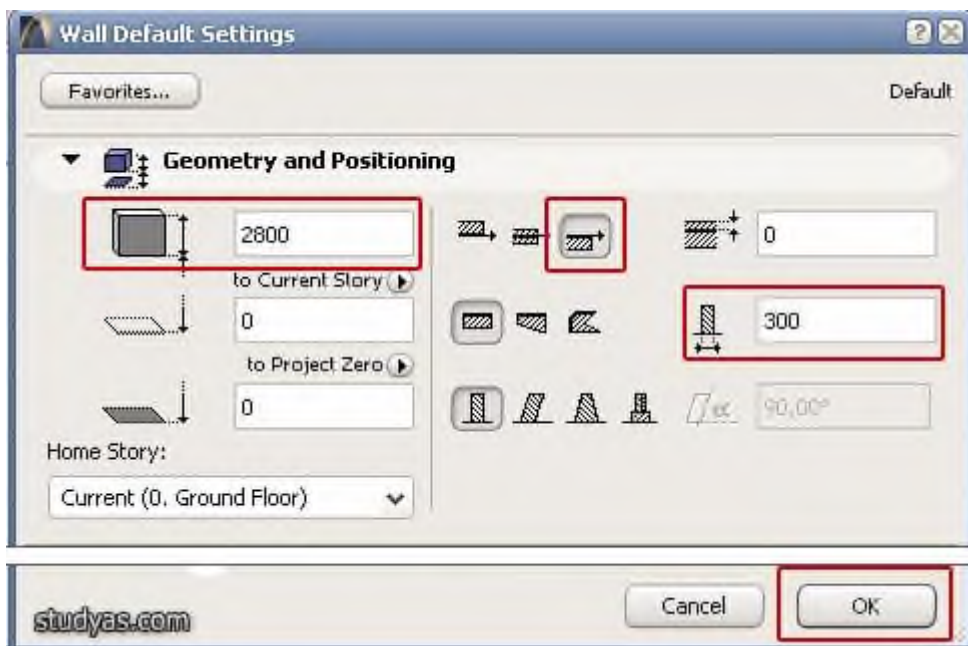 Wall Default Settings
Favorites...
Default
Geometry and Positioning
2800
to Current Story
0
to Project Zero
0
Home Story:
Current (0. Ground Floor)
0
300
α 90,00°
Cancel
OK
studyas.com